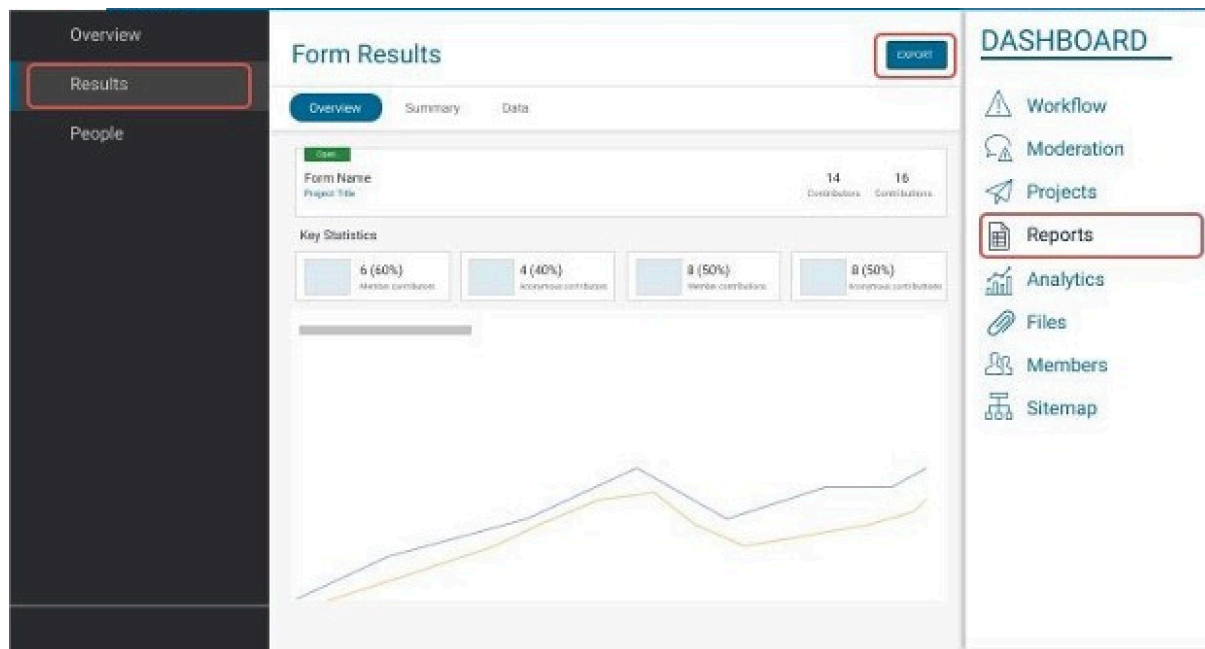 Overview
Results
People
Form Results
EXPORT
Overview Summary Data
Open
Form Name
Project Title
14 16
Contributors Contributions
Key Statistics
6 (60%)
Member contributors
4 (40%)
Anonymous contributors
8 (50%)
Member contributions
8 (50%)
Anonymous contributions
DASHBOARD
Workflow
Moderation
Projects
Reports
Analytics
Files
Members
Sitemap